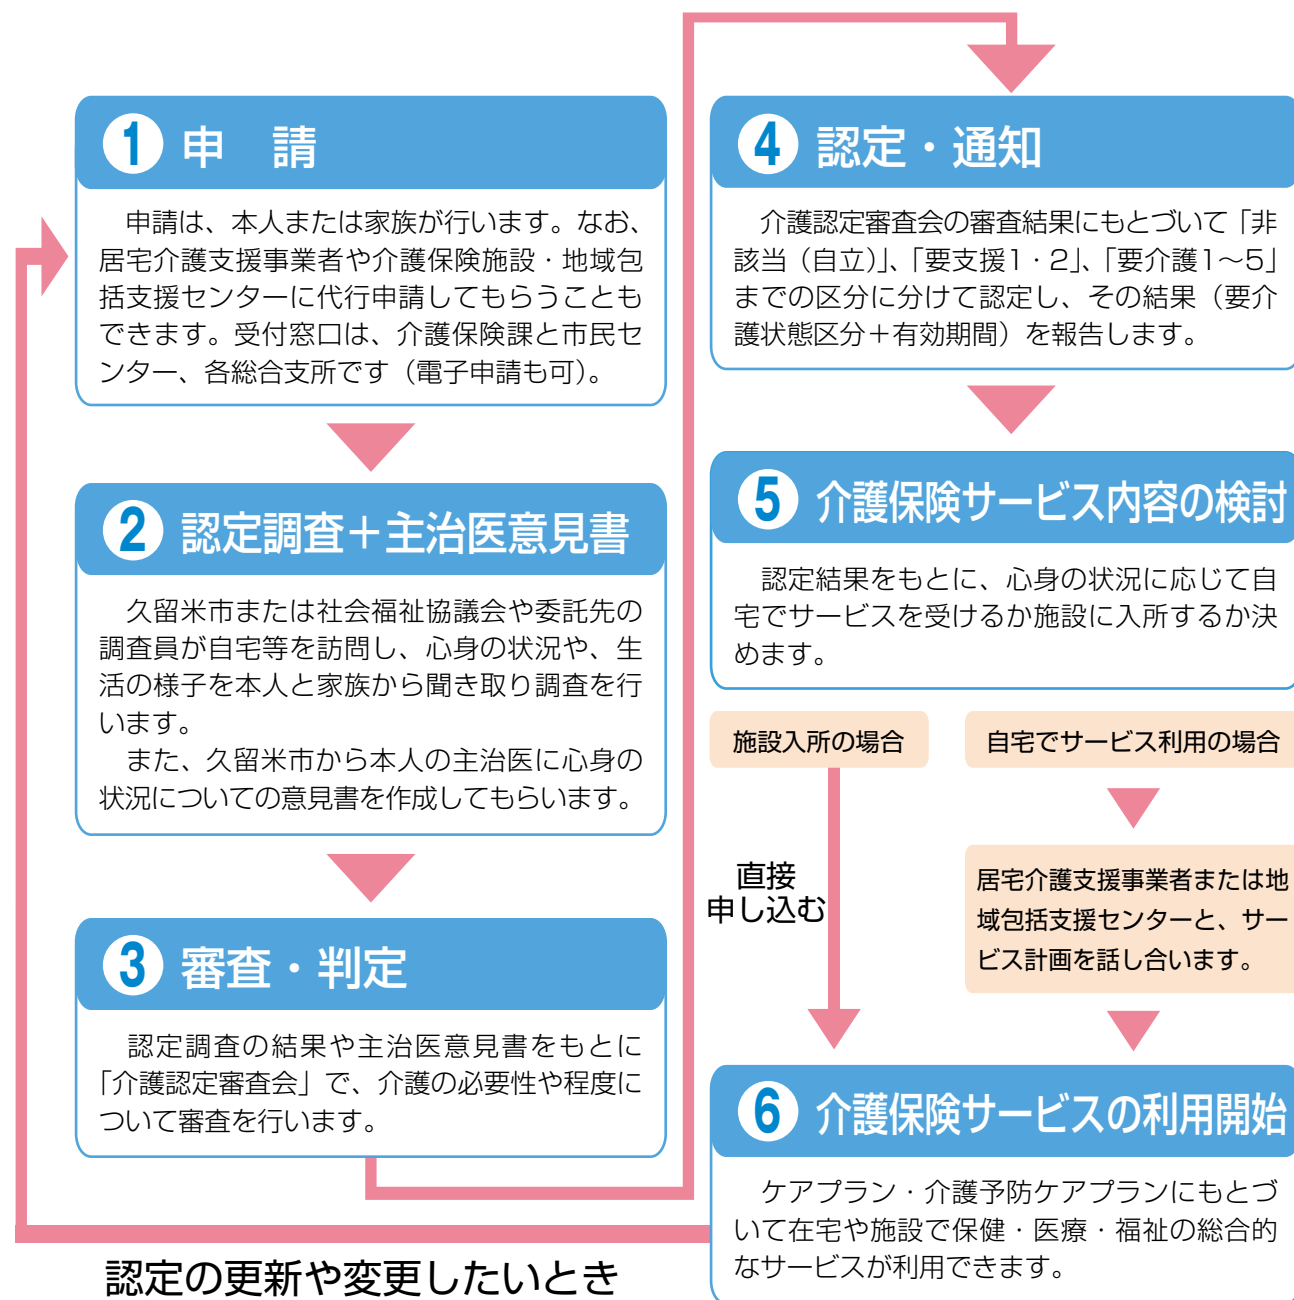 1 申　請
　申請は、本人または家族が行います。なお、
居宅介護支援事業者や介護保険施設・地域包
括支援センターに代行申請してもらうことも
できます。受付窓口は、介護保険課と市民セ
ンター、各総合支所です（電子申請も可）。
2 認定調査＋主治医意見書
　久留米市または社会福祉協議会や委託先の
調査員が自宅等を訪問し、心身の状況や、生
活の様子を本人と家族から聞き取り調査を行
います。
　また、久留米市から本人の主治医に心身の
状況についての意見書を作成してもらいます。
3 審査・判定
　認定調査の結果や主治医意見書をもとに
「介護認定審査会」で、介護の必要性や程度に
ついて審査を行います。
4 認定・通知
　介護認定審査会の審査結果にもとづいて「非
該当（自立）」、「要支援1・2」、「要介護1～5」
までの区分に分けて認定し、その結果（要介
護状態区分＋有効期間）を報告します。
5 介護保険サービス内容の検討
　認定結果をもとに、心身の状況に応じて自
宅でサービスを受けるか施設に入所するか決
めます。
施設入所の場合
直接
申し込む
自宅でサービス利用の場合
居宅介護支援事業者または地
域包括支援センターと、サー
ビス計画を話し合います。
6 介護保険サービスの利用開始
　ケアプラン・介護予防ケアプランにもとづ
いて在宅や施設で保健・医療・福祉の総合的
なサービスが利用できます。
認定の更新や変更したいとき